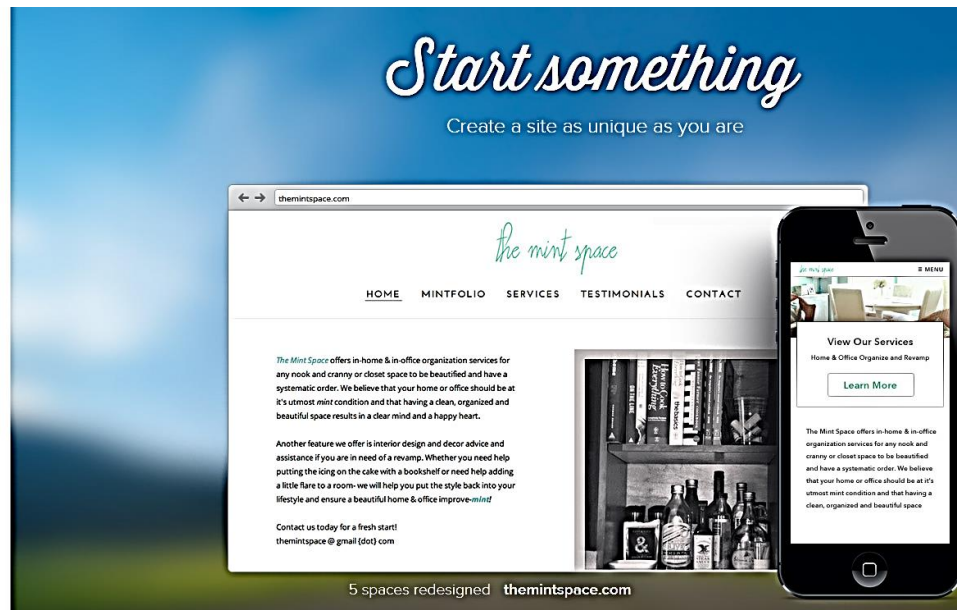 Start something
Create a site as unique as you are
themintspace.com
the mint space
HOME MINTFOLIO SERVICES TESTIMONIALS CONTACT
The Mint Space offers in-home & in-office organization services for
any nook and cranny or closet space to be beautified and have a
systematic order. We believe that your home or office should be at
it's utmost mint condition and that having a clean, organized and
beautiful space results in a clear mind and a happy heart.
Another feature we offer is interior design and decor advice and
assistance if you are in need of a revamp. Whether you need help
putting the icing on the cake with a bookshelf or need help adding
a little flare to a room- we will help you put the style back into your
lifestyle and ensure a beautiful home & office improve-mint!
Contact us today for a fresh start!
themintspace @ gmail {dot} com
ON THE LINE
How to Cook
Everything
the basics
&
the mint space
≡ MENU
View Our Services
Home & Office Organize and Revamp
Learn More
The Mint Space offers in-home & in-office
organization services for any nook and
cranny or closet space to be beautified
and have a systematic order. We believe
that your home or office should be at it's
utmost mint condition and that having a
clean, organized and beautiful space
5 spaces redesigned themintspace.com